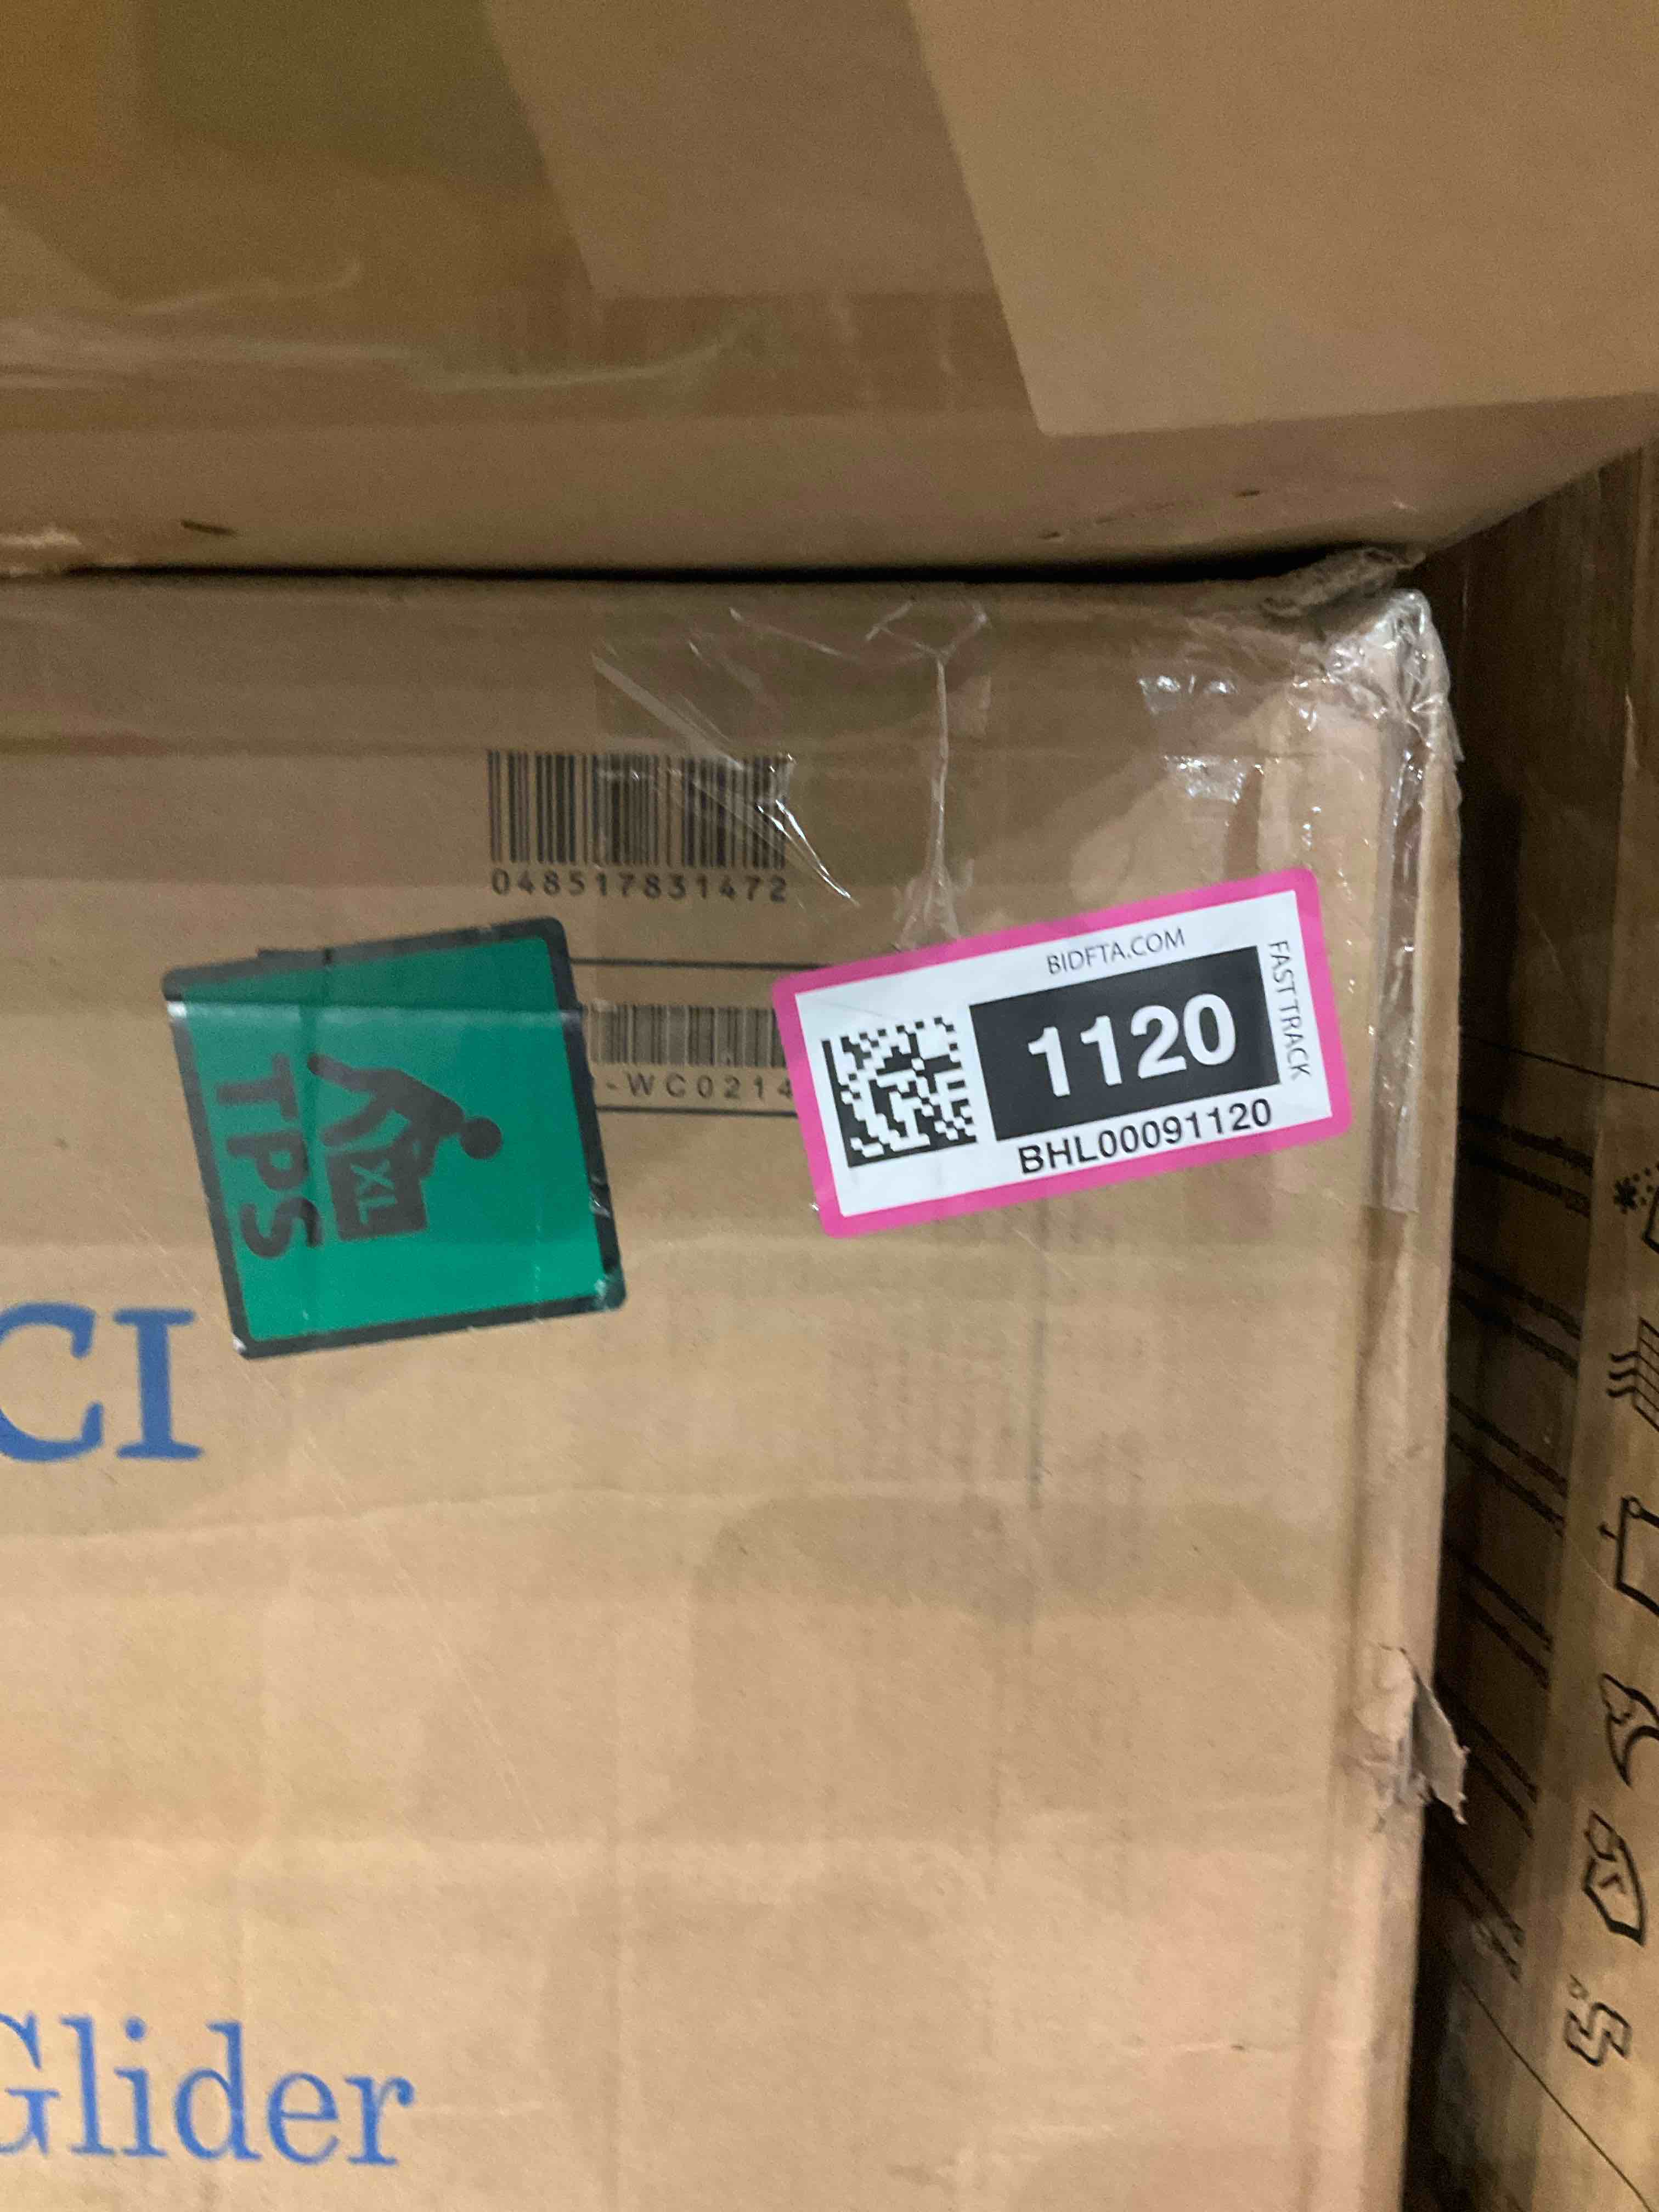 048517831472
BIDFTA.COM
FAST TRACK
1120
BHL00091120
-WC0214
XL
TPS
CI
Glider